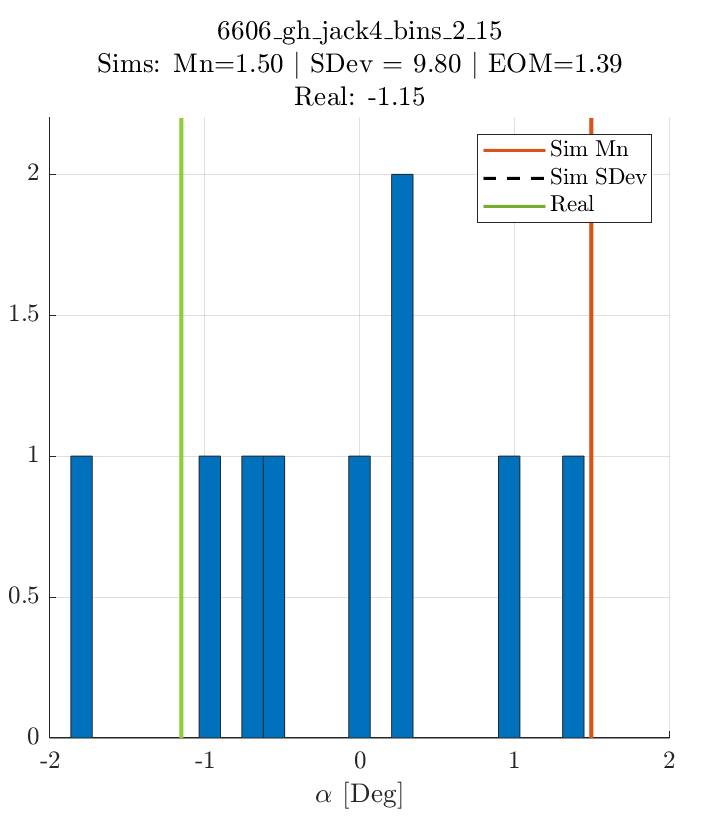 6606_gh_jack4_bins_2_15
Sims: Mn=1.50 | SDev = 9.80 | EOM=1.39
Real: -1.15
Sim Mn
Sim SDev
Real
2
1.5
1
0.5
0
-2
-1
0
1
2
α [Deg]